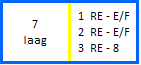 7
laag
1 RE - E/F
2 RE - E/F
3 RE - 8